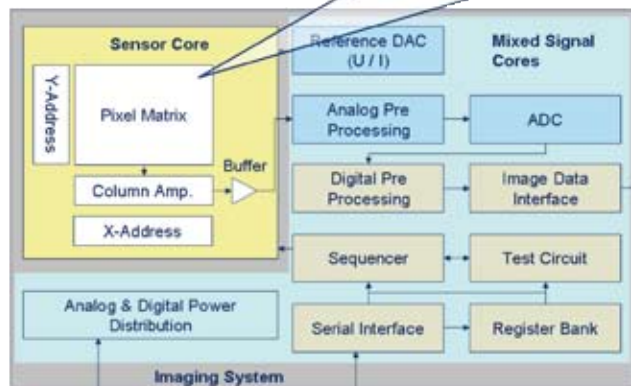 Sensor Core
Y-Address
Pixel Matrix
Buffer
Column Amp.
X-Address
Reference DAC
(U / I)
Mixed Signal
Cores
Analog Pre
Processing
ADC
Digital Pre
Processing
Image Data
Interface
Sequencer
Test Circuit
Analog & Digital Power
Distribution
Serial Interface
Register Bank
Imaging System